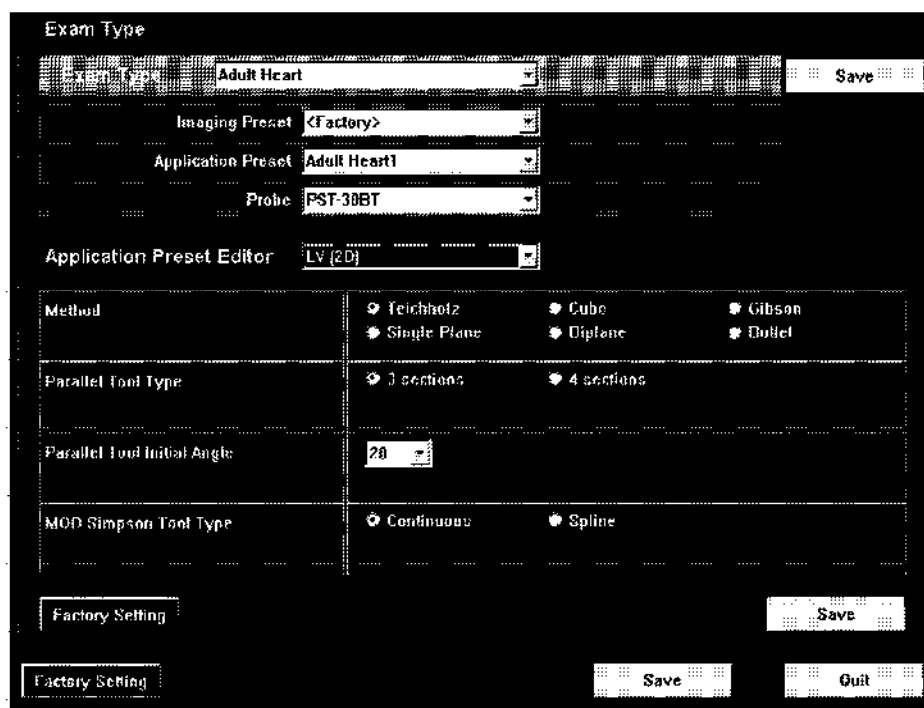 Exam Type
Exam Type Adult Heart Save
Imaging Preset <Factory>
Application Preset Adult Heart1
Probe PST-30BT
Application Preset Editor LV (2D)
Method Teichholz Cube Gibson
Single Plane Biplane Bullet
Parallel Tool Type 3 sections 4 sections
Parallel Tool Initial Angle 20
MOD Simpson Tool Type Continuous Spline
Factory Setting Save
Factory Setting Save Quit